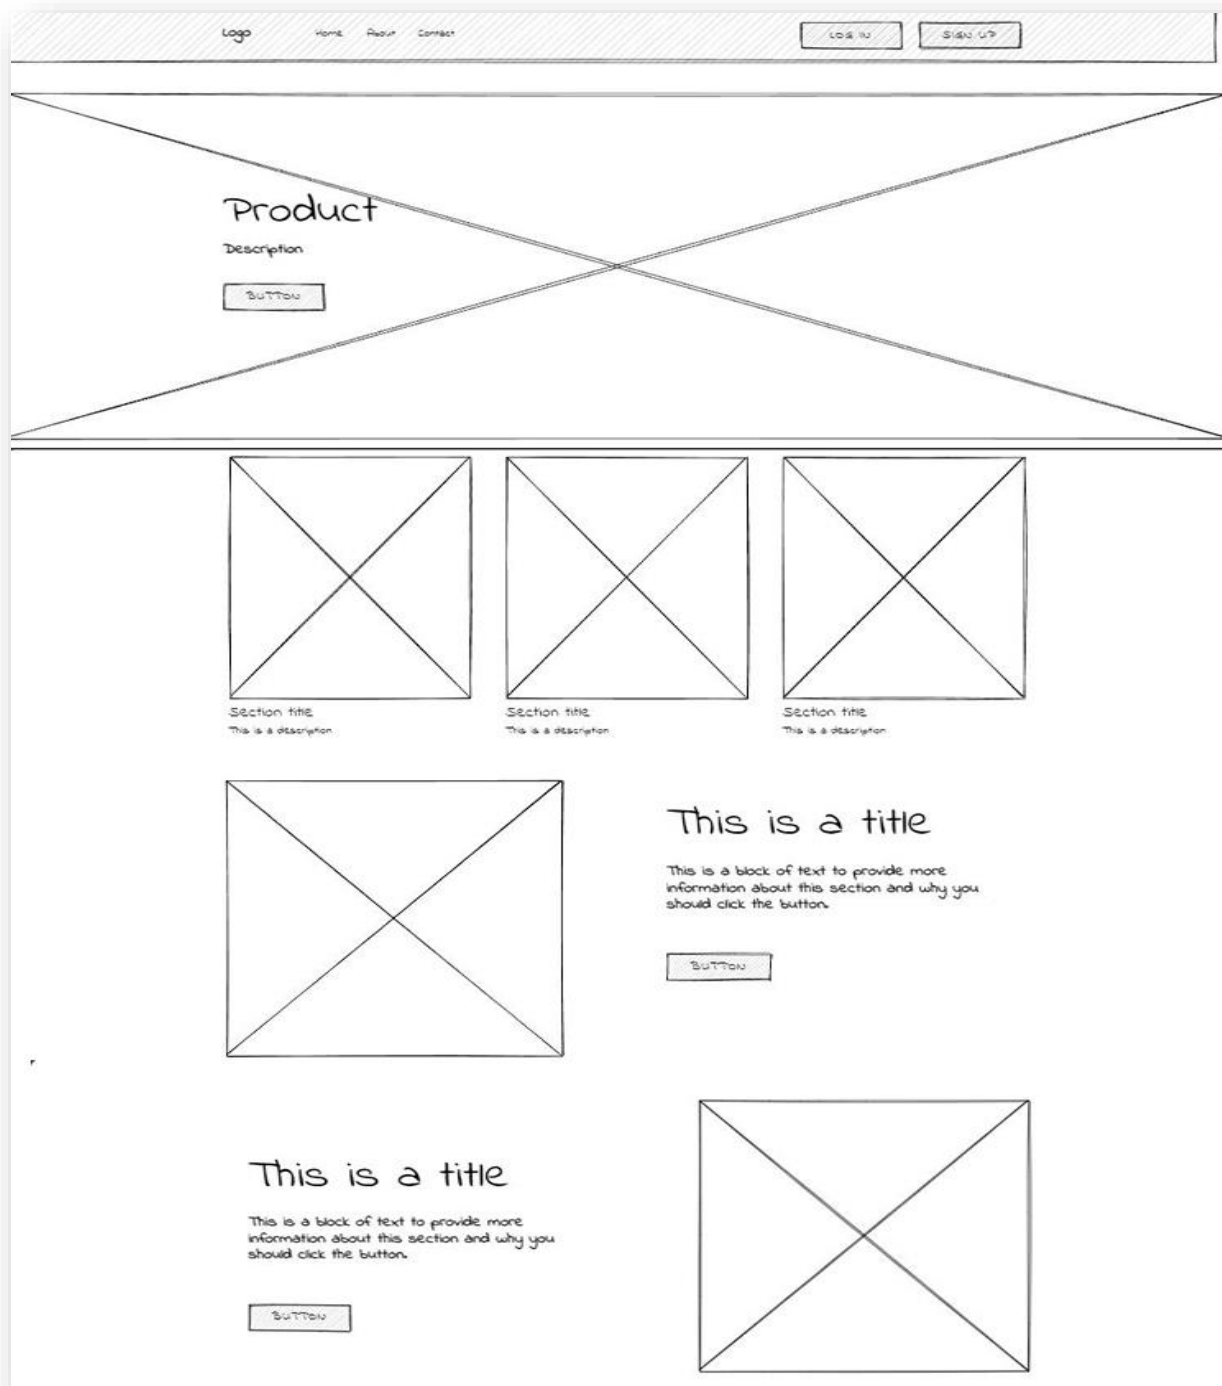 Logo
Home About Contact
LOG IN
SIGN UP
Product
Description
BUTTON
Section title
This is a description
Section title
This is a description
Section title
This is a description
This is a title
This is a block of text to provide more
information about this section and why you
should click the button.
BUTTON
This is a title
This is a block of text to provide more
information about this section and why you
should click the button.
BUTTON